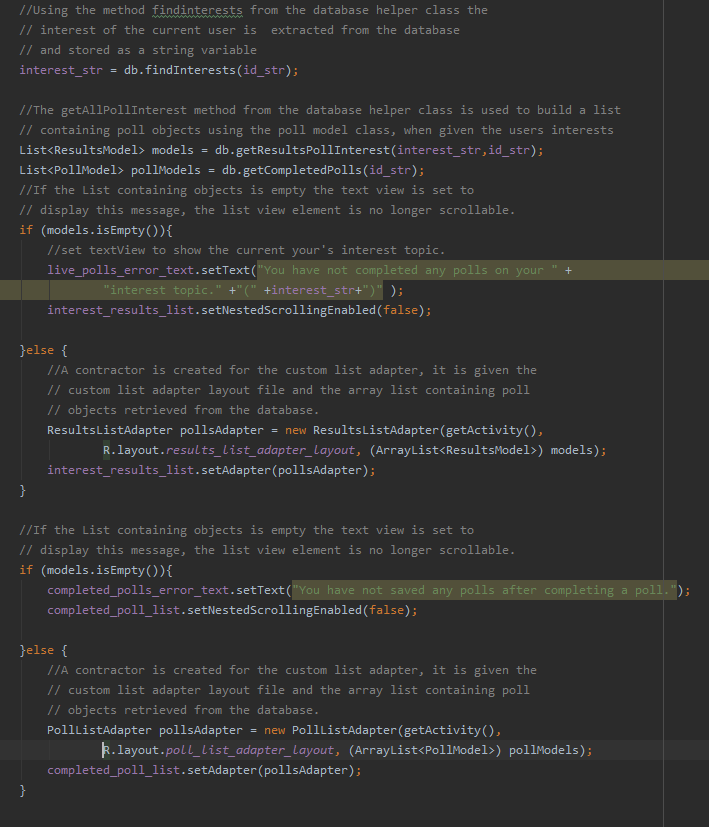 //Using the method findinterests from the database helper class the
// interest of the current user is  extracted from the database
// and stored as a string variable
interest_str = db.findInterests(id_str);
//The getAllPollInterest method from the database helper class is used to build a list
// containing poll objects using the poll model class, when given the users interests
List<ResultsModel> models = db.getResultsPollInterest(interest_str,id_str);
List<PollModel> pollModels = db.getCompletedPolls(id_str);
//If the List containing objects is empty the text view is set to
// display this message, the list view element is no longer scrollable.
if (models.isEmpty()){
//set textView to show the current your's interest topic.
live_polls_error_text.setText("You have not completed any polls on your " +
"interest topic." +"(" +interest_str+")" );
interest_results_list.setNestedScrollingEnabled(false);
}else {
//A contractor is created for the custom list adapter, it is given the
// custom list adapter layout file and the array list containing poll
// objects retrieved from the database.
ResultsListAdapter pollsAdapter = new ResultsListAdapter(getActivity(),
R.layout.results_list_adapter_layout, (ArrayList<ResultsModel>) models);
interest_results_list.setAdapter(pollsAdapter);
}
//If the List containing objects is empty the text view is set to
// display this message, the list view element is no longer scrollable.
if (models.isEmpty()){
completed_polls_error_text.setText("You have not saved any polls after completing a poll.");
completed_poll_list.setNestedScrollingEnabled(false);
}else {
//A contractor is created for the custom list adapter, it is given the
// custom list adapter layout file and the array list containing poll
// objects retrieved from the database.
PollListAdapter pollsAdapter = new PollListAdapter(getActivity(),
R.layout.poll_list_adapter_layout, (ArrayList<PollModel>) pollModels);
completed_poll_list.setAdapter(pollsAdapter);
}